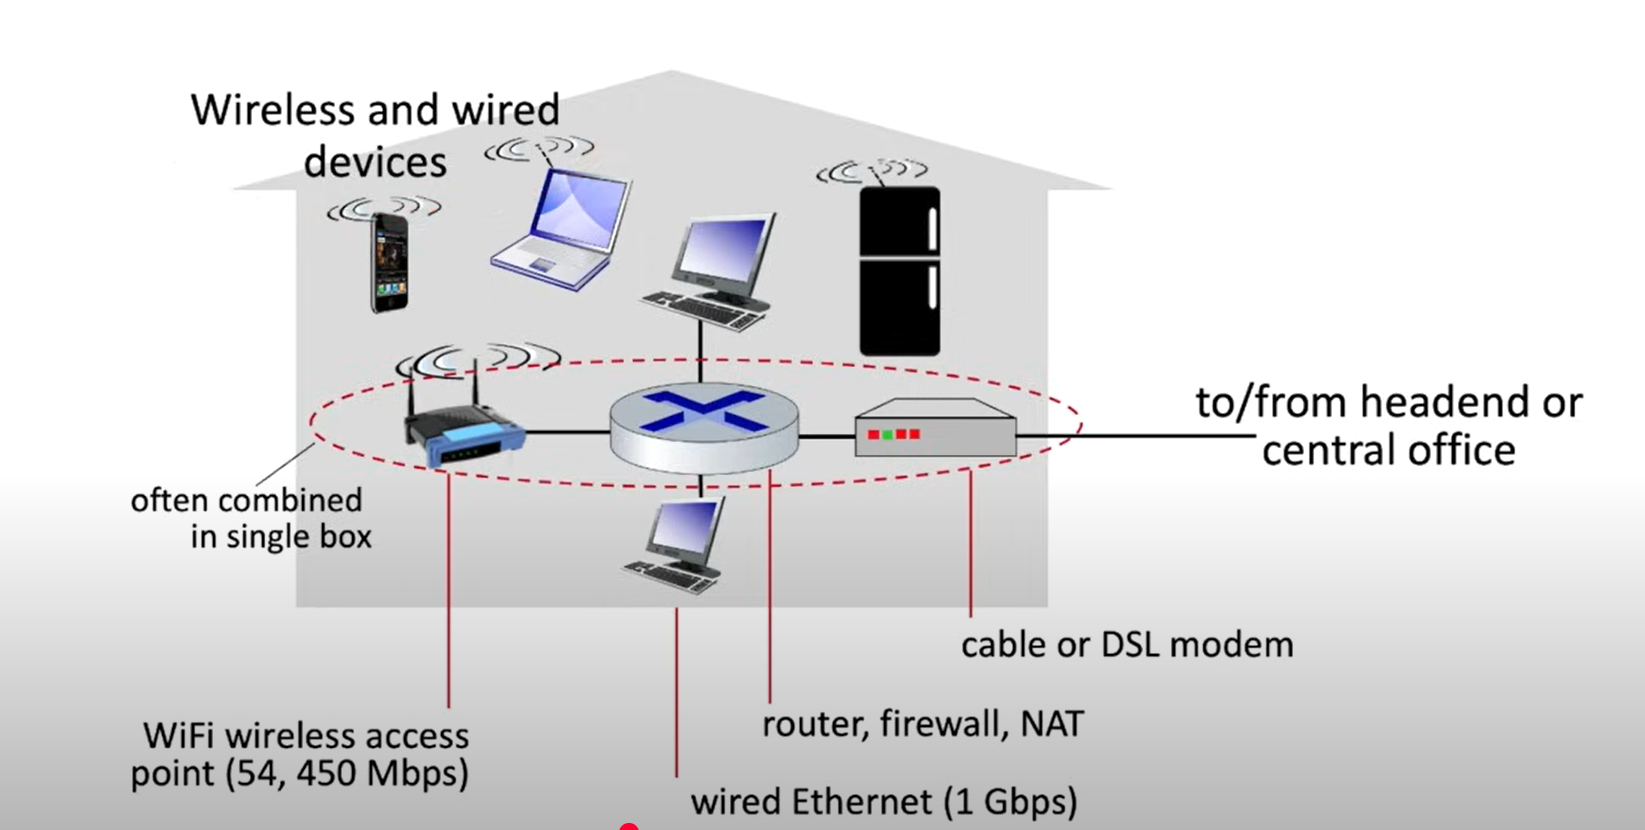 Wireless and wired
devices
to/from headend or
central office
often combined
in single box
cable or DSL modem
router, firewall, NAT
WiFi wireless access
point (54, 450 Mbps)
wired Ethernet (1 Gbps)